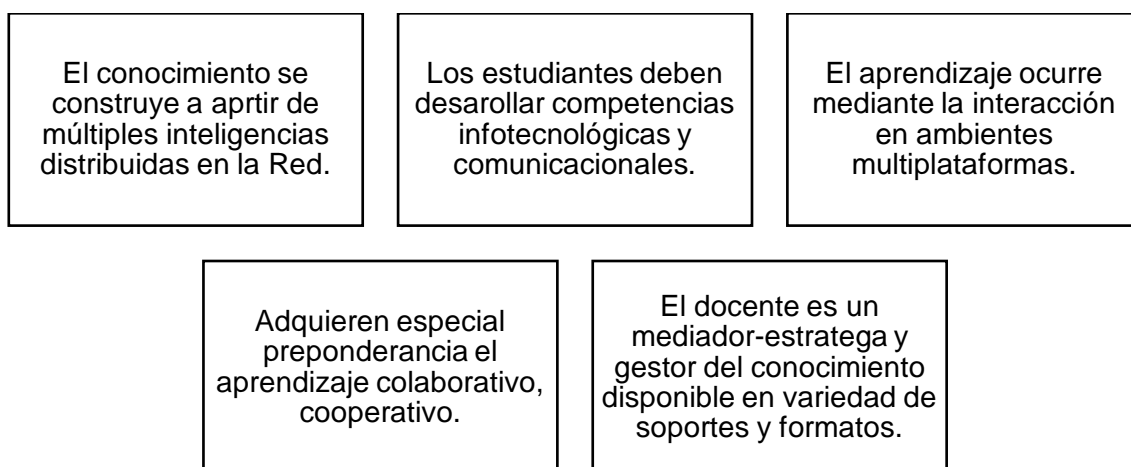 El conocimiento se
construye a aprtir de
múltiples inteligencias
distribuidas en la Red.
Los estudiantes deben
desarollar competencias
infotecnológicas y
comunicacionales.
El aprendizaje ocurre
mediante la interacción
en ambientes
multiplataformas.
Adquieren especial
preponderancia el
aprendizaje colaborativo,
cooperativo.
El docente es un
mediador-estratega y
gestor del conocimiento
disponible en variedad de
soportes y formatos.